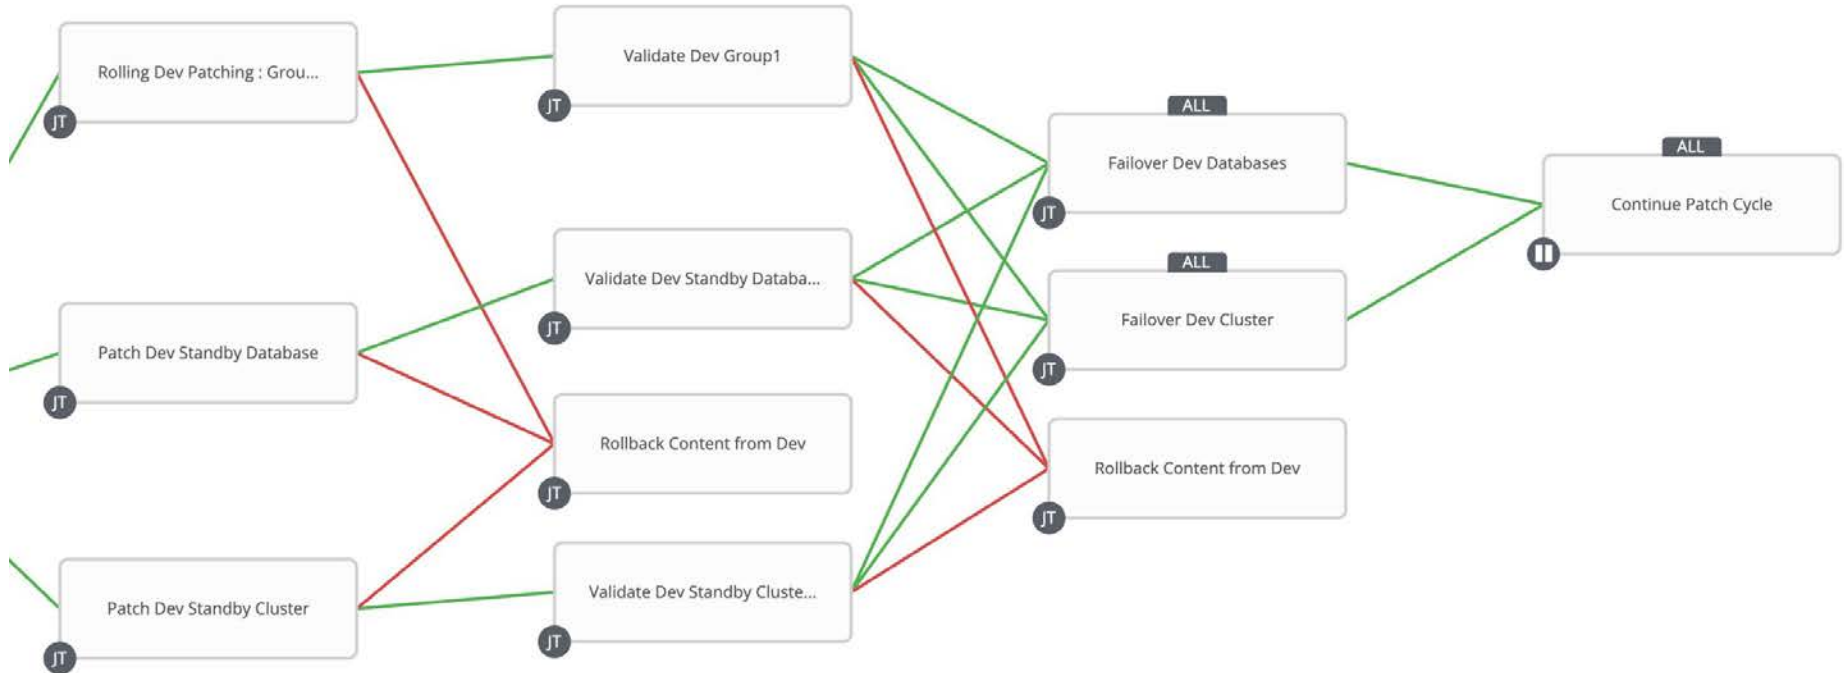 Rolling Dev Patching : Grou...
JT
Patch Dev Standby Database
JT
Patch Dev Standby Cluster
JT
Validate Dev Group1
JT
Validate Dev Standby Databa...
JT
Rollback Content from Dev
JT
Validate Dev Standby Cluste...
JT
ALL
Failover Dev Databases
JT
ALL
Failover Dev Cluster
JT
Rollback Content from Dev
JT
ALL
Continue Patch Cycle